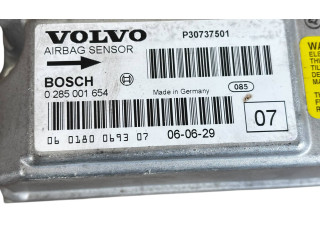 VOLVO
P30737501
AIRBAG SENSOR
BOSCH
0 285 001 654
Made in Germany
085
06 0180 0693 07
06-06-29
07